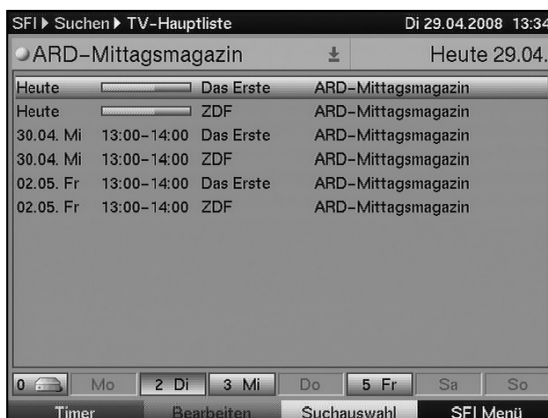 SFI Suchen TV-Hauptliste Di 29.04.2008 13:34
ARD-Mittagsmagazin Heute 29.04.
Heute Das Erste ARD-Mittagsmagazin
Heute ZDF ARD-Mittagsmagazin
30.04. Mi 13:00-14:00 Das Erste ARD-Mittagsmagazin
30.04. Mi 13:00-14:00 ZDF ARD-Mittagsmagazin
02.05. Fr 13:00-14:00 Das Erste ARD-Mittagsmagazin
02.05. Fr 13:00-14:00 ZDF ARD-Mittagsmagazin
0 Mo 2 Di 3 Mi Do 5 Fr Sa So
Timer Bearbeiten Suchauswahl SFI Menü